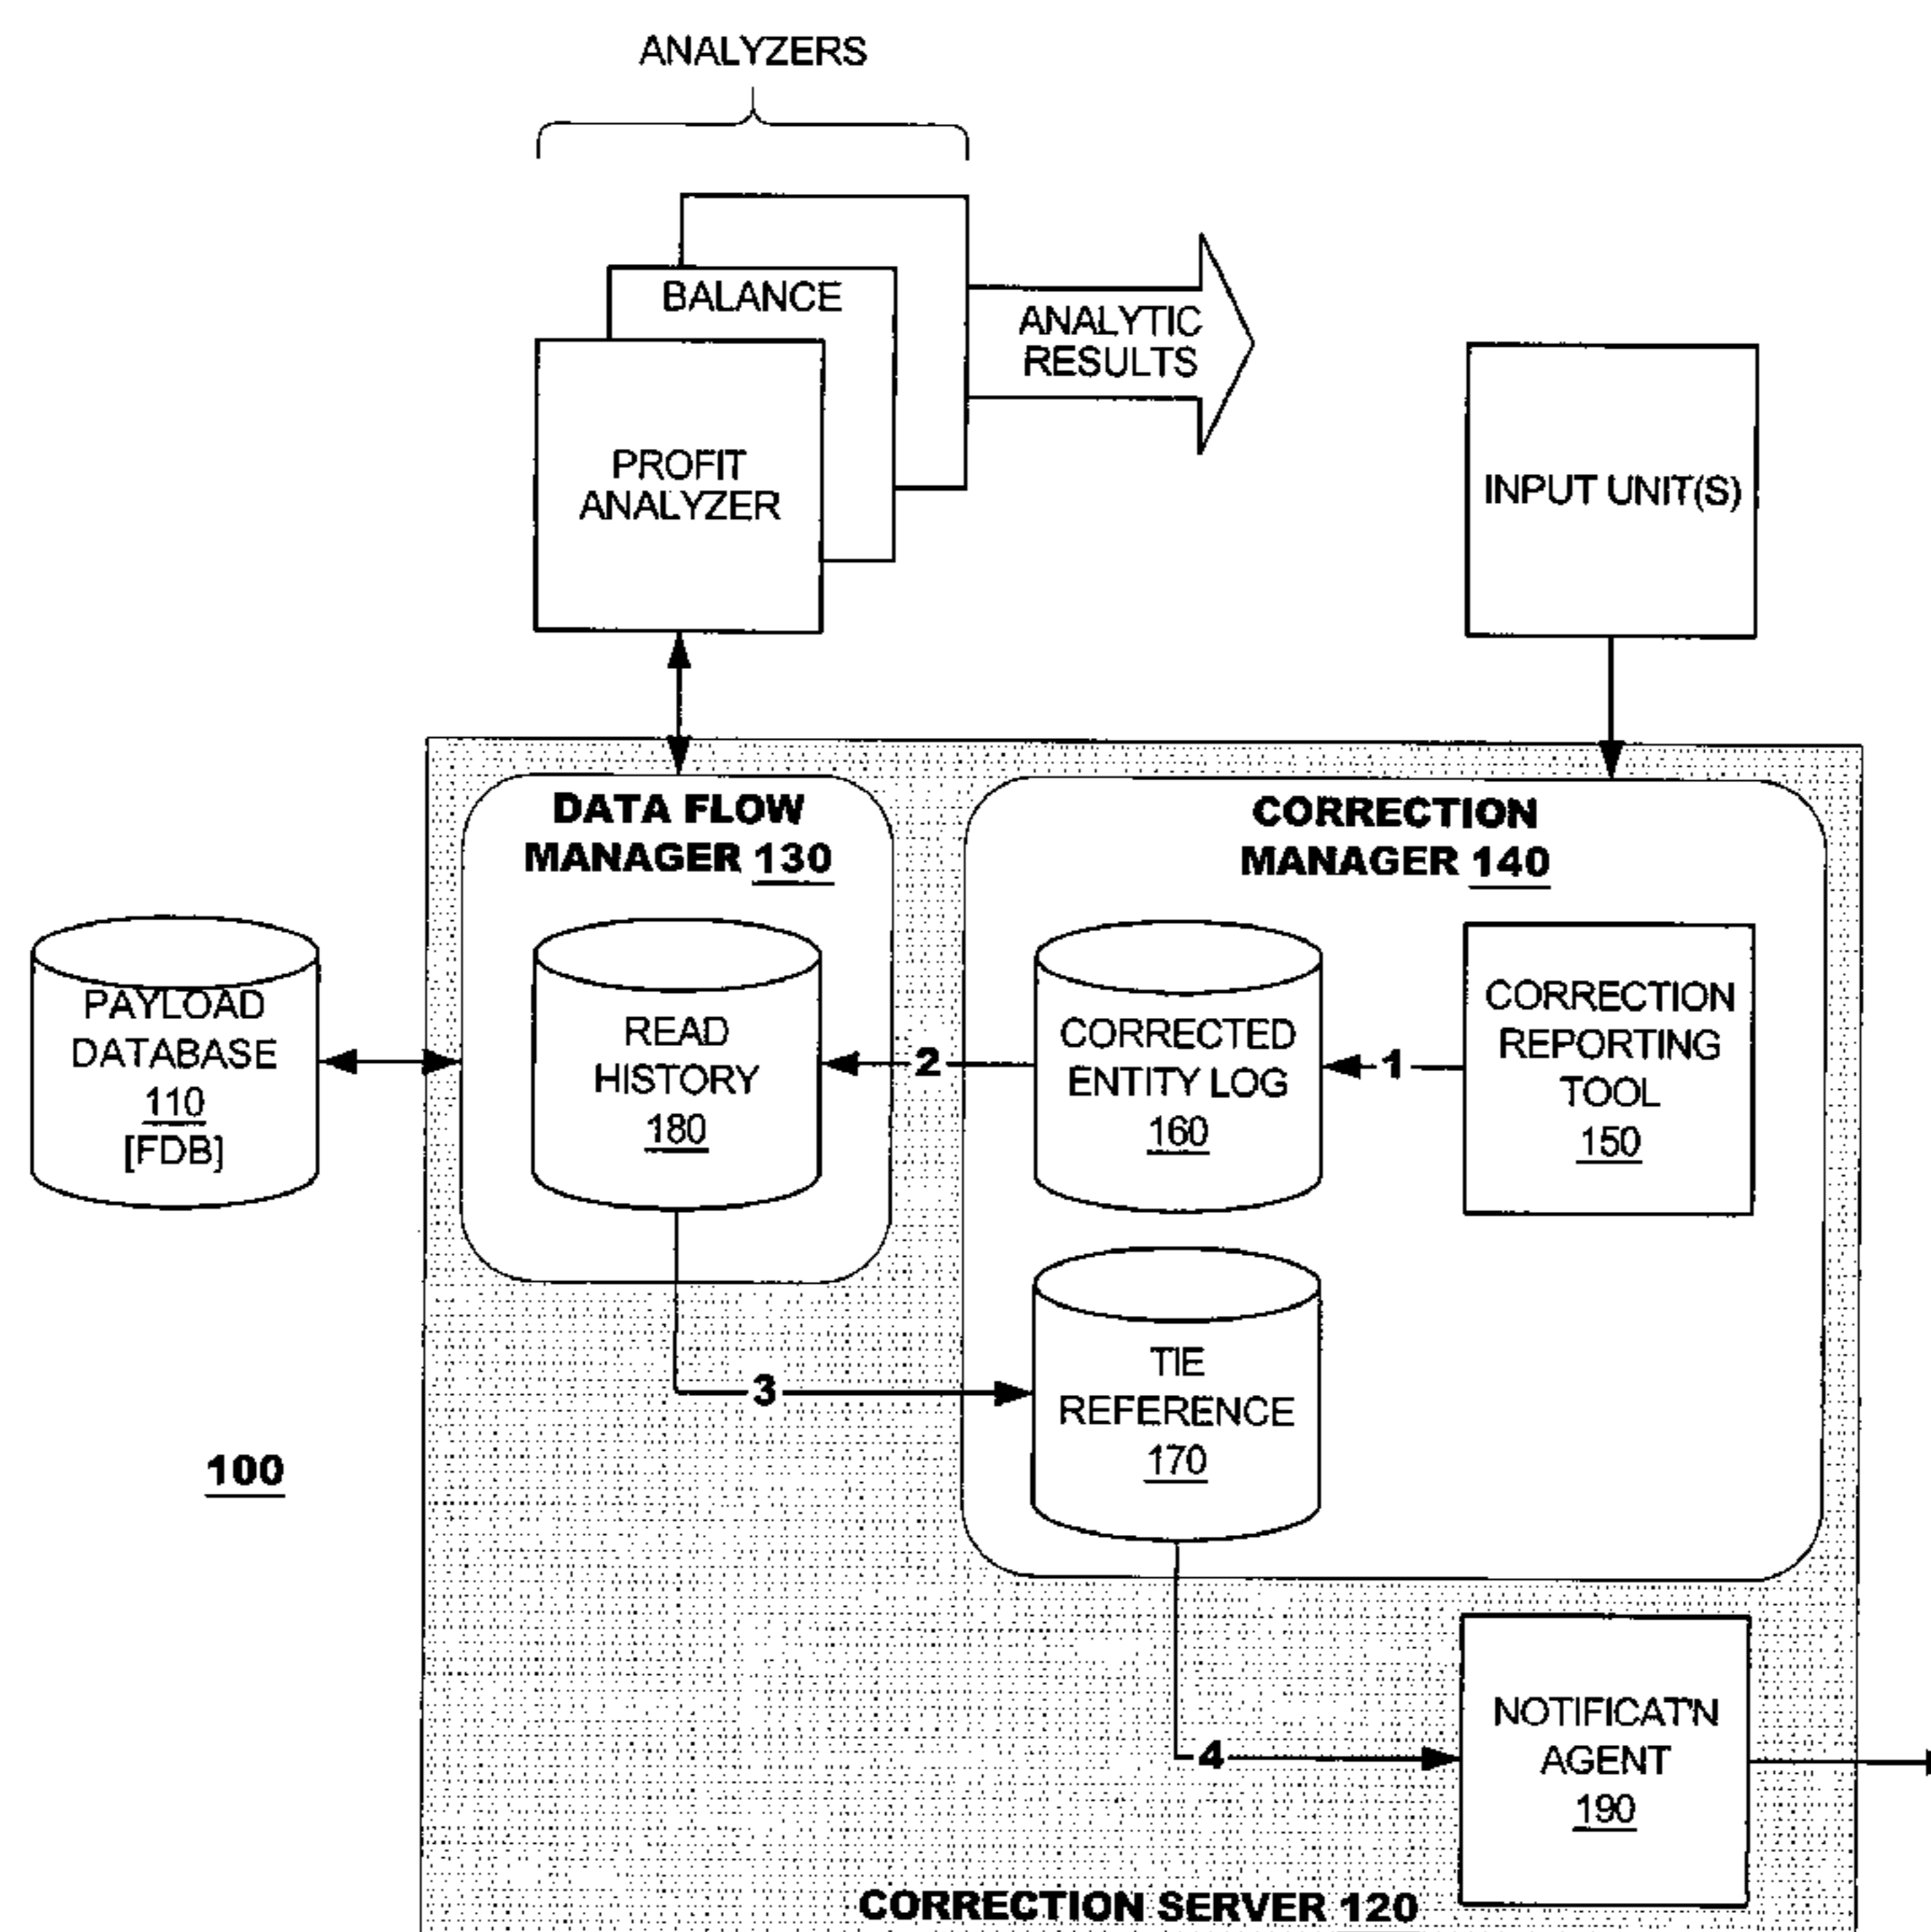 ANALYZERS
BALANCE
ANALYTIC
RESULTS
PROFIT
ANALYZER
INPUT UNIT(S)
DATA FLOW
MANAGER 130
CORRECTION
MANAGER 140
PAYLOAD
DATABASE
110
[FDB]
READ
HISTORY
180
2
CORRECTED
ENTITY LOG
160
1
CORRECTION
REPORTING
TOOL
150
TIE
REFERENCE
170
3
100
4
NOTIFICAT'N
AGENT
190
CORRECTION SERVER 120